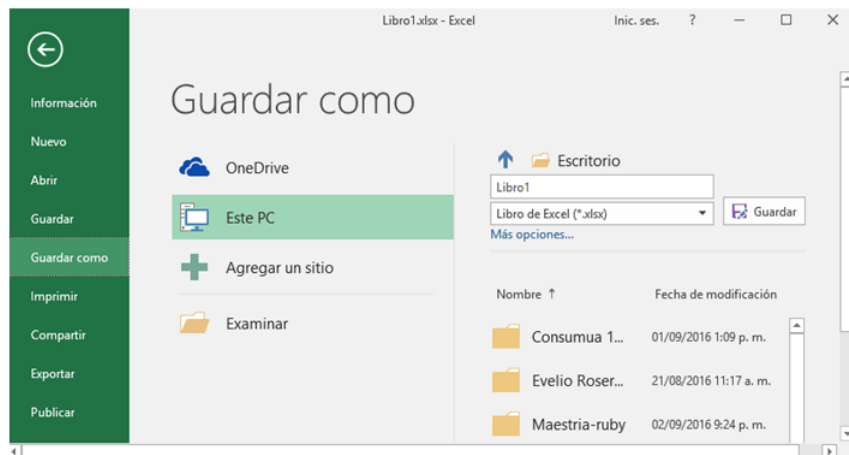 Libro1.xlsx - Excel
Inic. ses.
?
Información
Nuevo
Abrir
Guardar
Guardar como
Imprimir
Compartir
Exportar
Publicar
Guardar como
OneDrive
Este PC
Agregar un sitio
Examinar
Escritorio
Libro1
Libro de Excel (*.xlsx)
Guardar
Más opciones...
Nombre ↑ Fecha de modificación
Consumua 1... 01/09/2016 1:09 p. m.
Evelio Roser... 21/08/2016 11:17 a. m.
Maestria-ruby 02/09/2016 9:24 p. m.